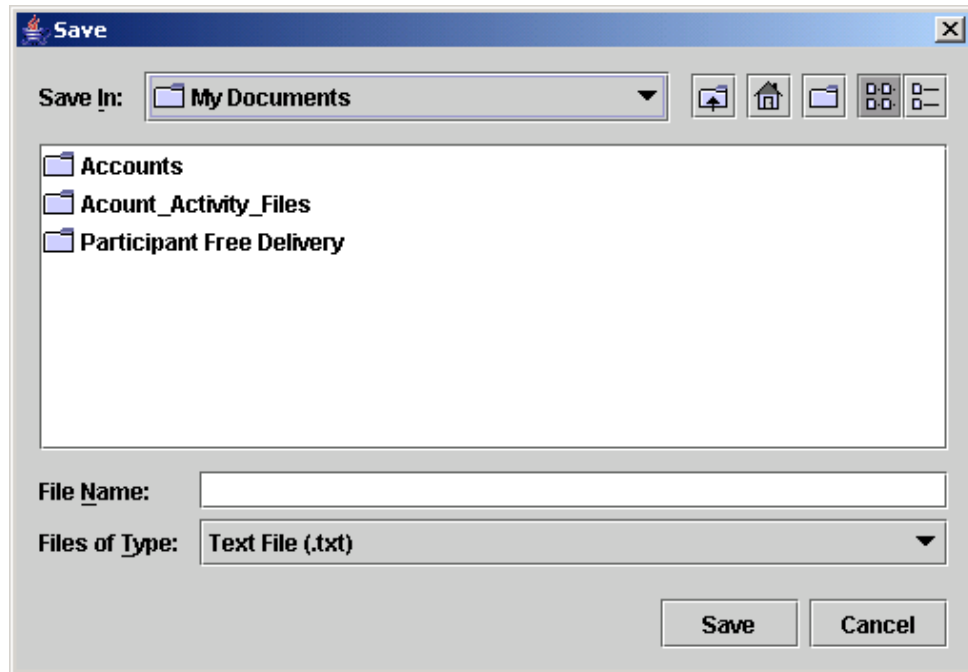 Save
Save In: My Documents
Accounts
Acount_Activity_Files
Participant Free Delivery
File Name:
Files of Type: Text File (.txt)
Save Cancel